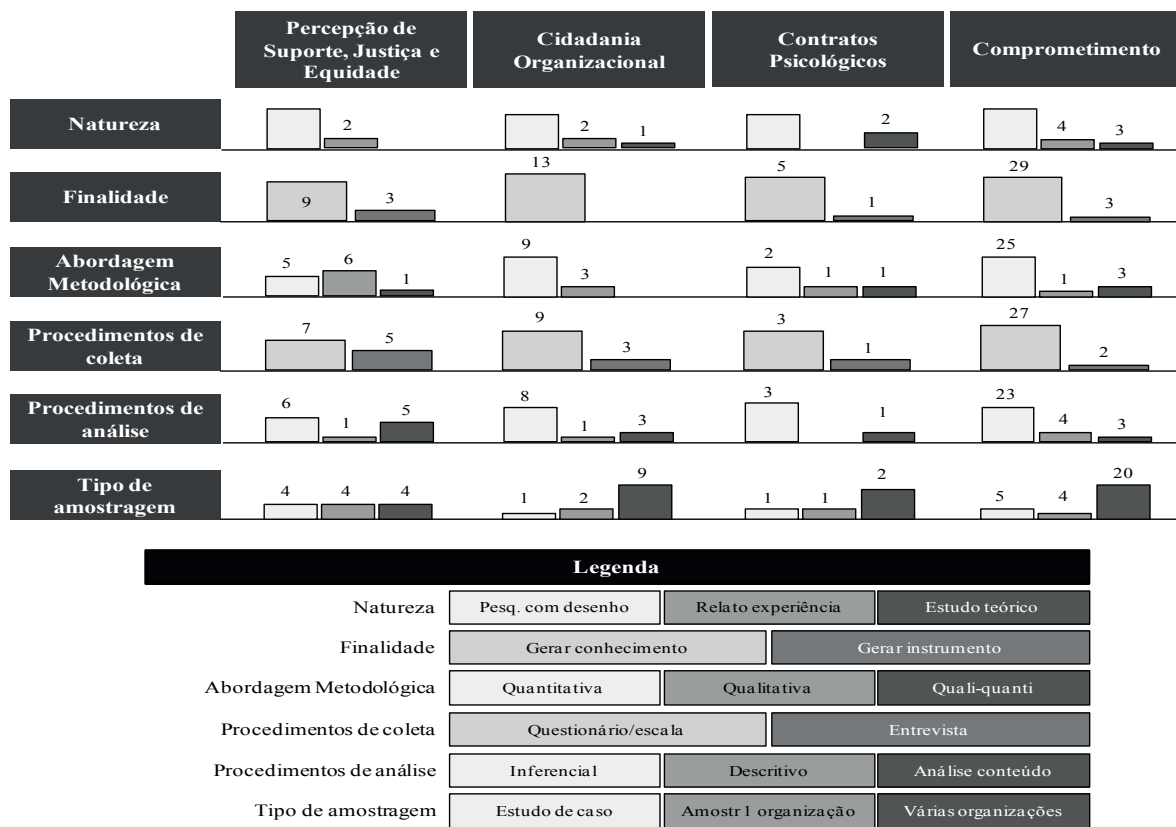 Percepção de
Suporte, Justiça e
Equidade
Cidadania
Organizacional
Contratos
Psicológicos
Comprometimento
Natureza
2
2
1
2
4
3
Finalidade
9
3
13
5
1
29
3
Abordagem
Metodológica
5
6
1
9
3
2
1
1
25
1
3
Procedimentos de
coleta
7
5
9
3
3
1
27
2
Procedimentos de
análise
6
1
5
8
1
3
3
1
23
4
3
Tipo de
amostragem
4
4
4
1
2
9
1
1
2
5
4
20
Legenda
Natureza
Pesq. com desenho
Relato experiência
Estudo teórico
Finalidade
Gerar conhecimento
Gerar instrumento
Abordagem Metodológica
Quantitativa
Qualitativa
Quali-quanti
Procedimentos de coleta
Questionário/escala
Entrevista
Procedimentos de análise
Inferencial
Descritivo
Análise conteúdo
Tipo de amostragem
Estudo de caso
Amostr 1 organização
Várias organizações